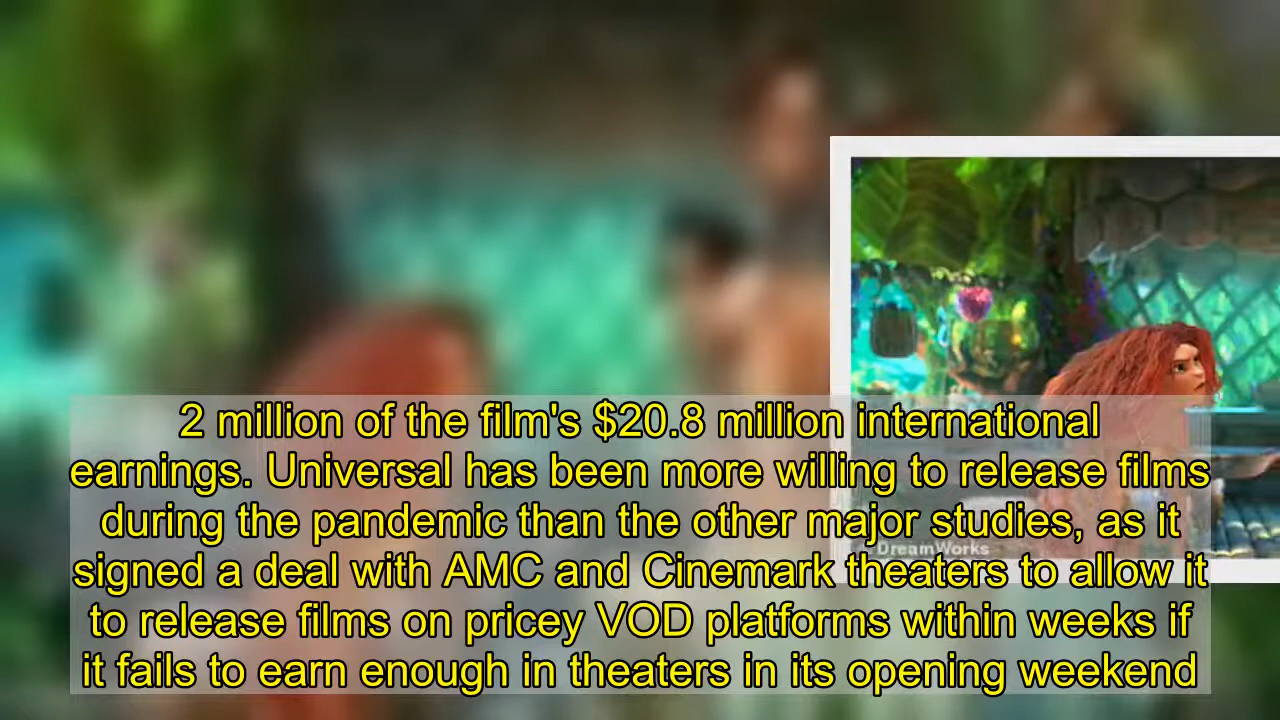 2 million of the film's $20.8 million international
earnings. Universal has been more willing to release films
during the pandemic than the other major studies, as it
DreamWorks
signed a deal with AMC and Cinemark theaters to allow it
to release films on pricey VOD platforms within weeks if
it fails to earn enough in theaters in its opening weekend